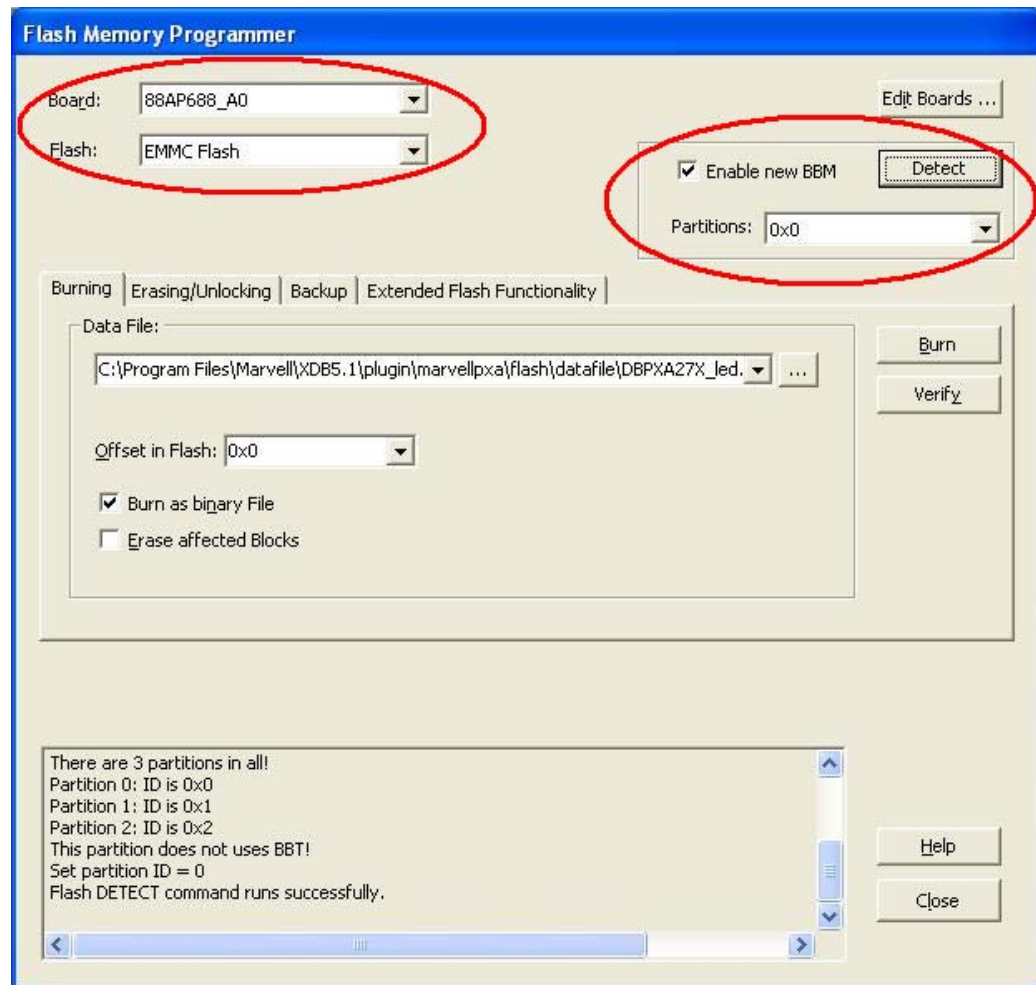 Flash Memory Programmer
Board: 88AP688_A0
Edit Boards ...
Flash: EMMC Flash
Enable new BBM Detect
Partitions: 0x0
Burning Erasing/Unlocking Backup Extended Flash Functionality
Data File:
C:\Program Files\Marvell\XDB5.1\plugin\marvellpxa\flash\datafile\DBPXA27X_led. ...
Burn
Verify
Offset in Flash: 0x0
Burn as binary File
Erase affected Blocks
There are 3 partitions in all!
Partition 0: ID is 0x0
Partition 1: ID is 0x1
Partition 2: ID is 0x2
This partition does not uses BBT!
Set partition ID = 0
Flash DETECT command runs successfully.
Help
Close